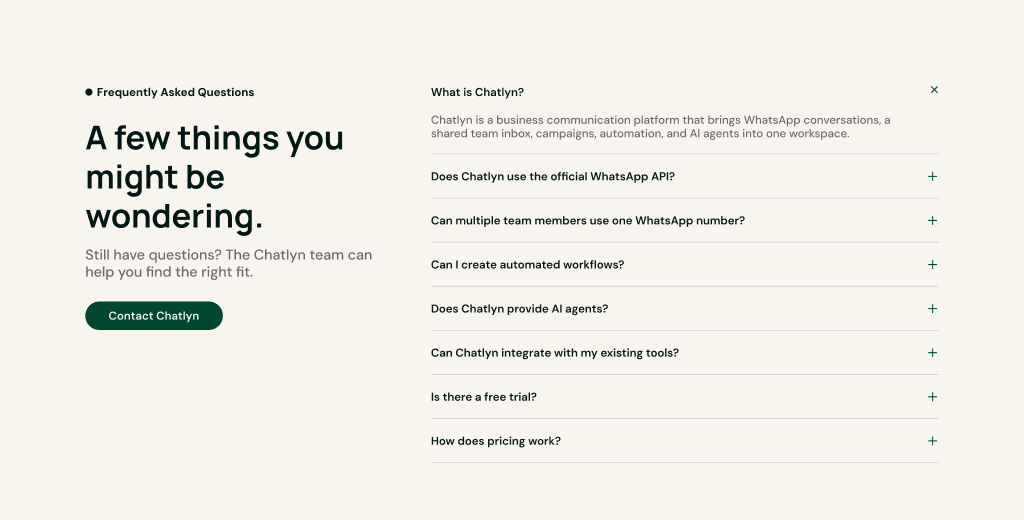 Frequently Asked Questions
A few things you
might be
wondering.
Still have questions? The Chatlyn team can
help you find the right fit.
Contact Chatlyn
What is Chatlyn?
Chatlyn is a business communication platform that brings WhatsApp conversations, a
shared team inbox, campaigns, automation, and AI agents into one workspace.
Does Chatlyn use the official WhatsApp API?
Can multiple team members use one WhatsApp number?
Can I create automated workflows?
Does Chatlyn provide AI agents?
Can Chatlyn integrate with my existing tools?
Is there a free trial?
How does pricing work?